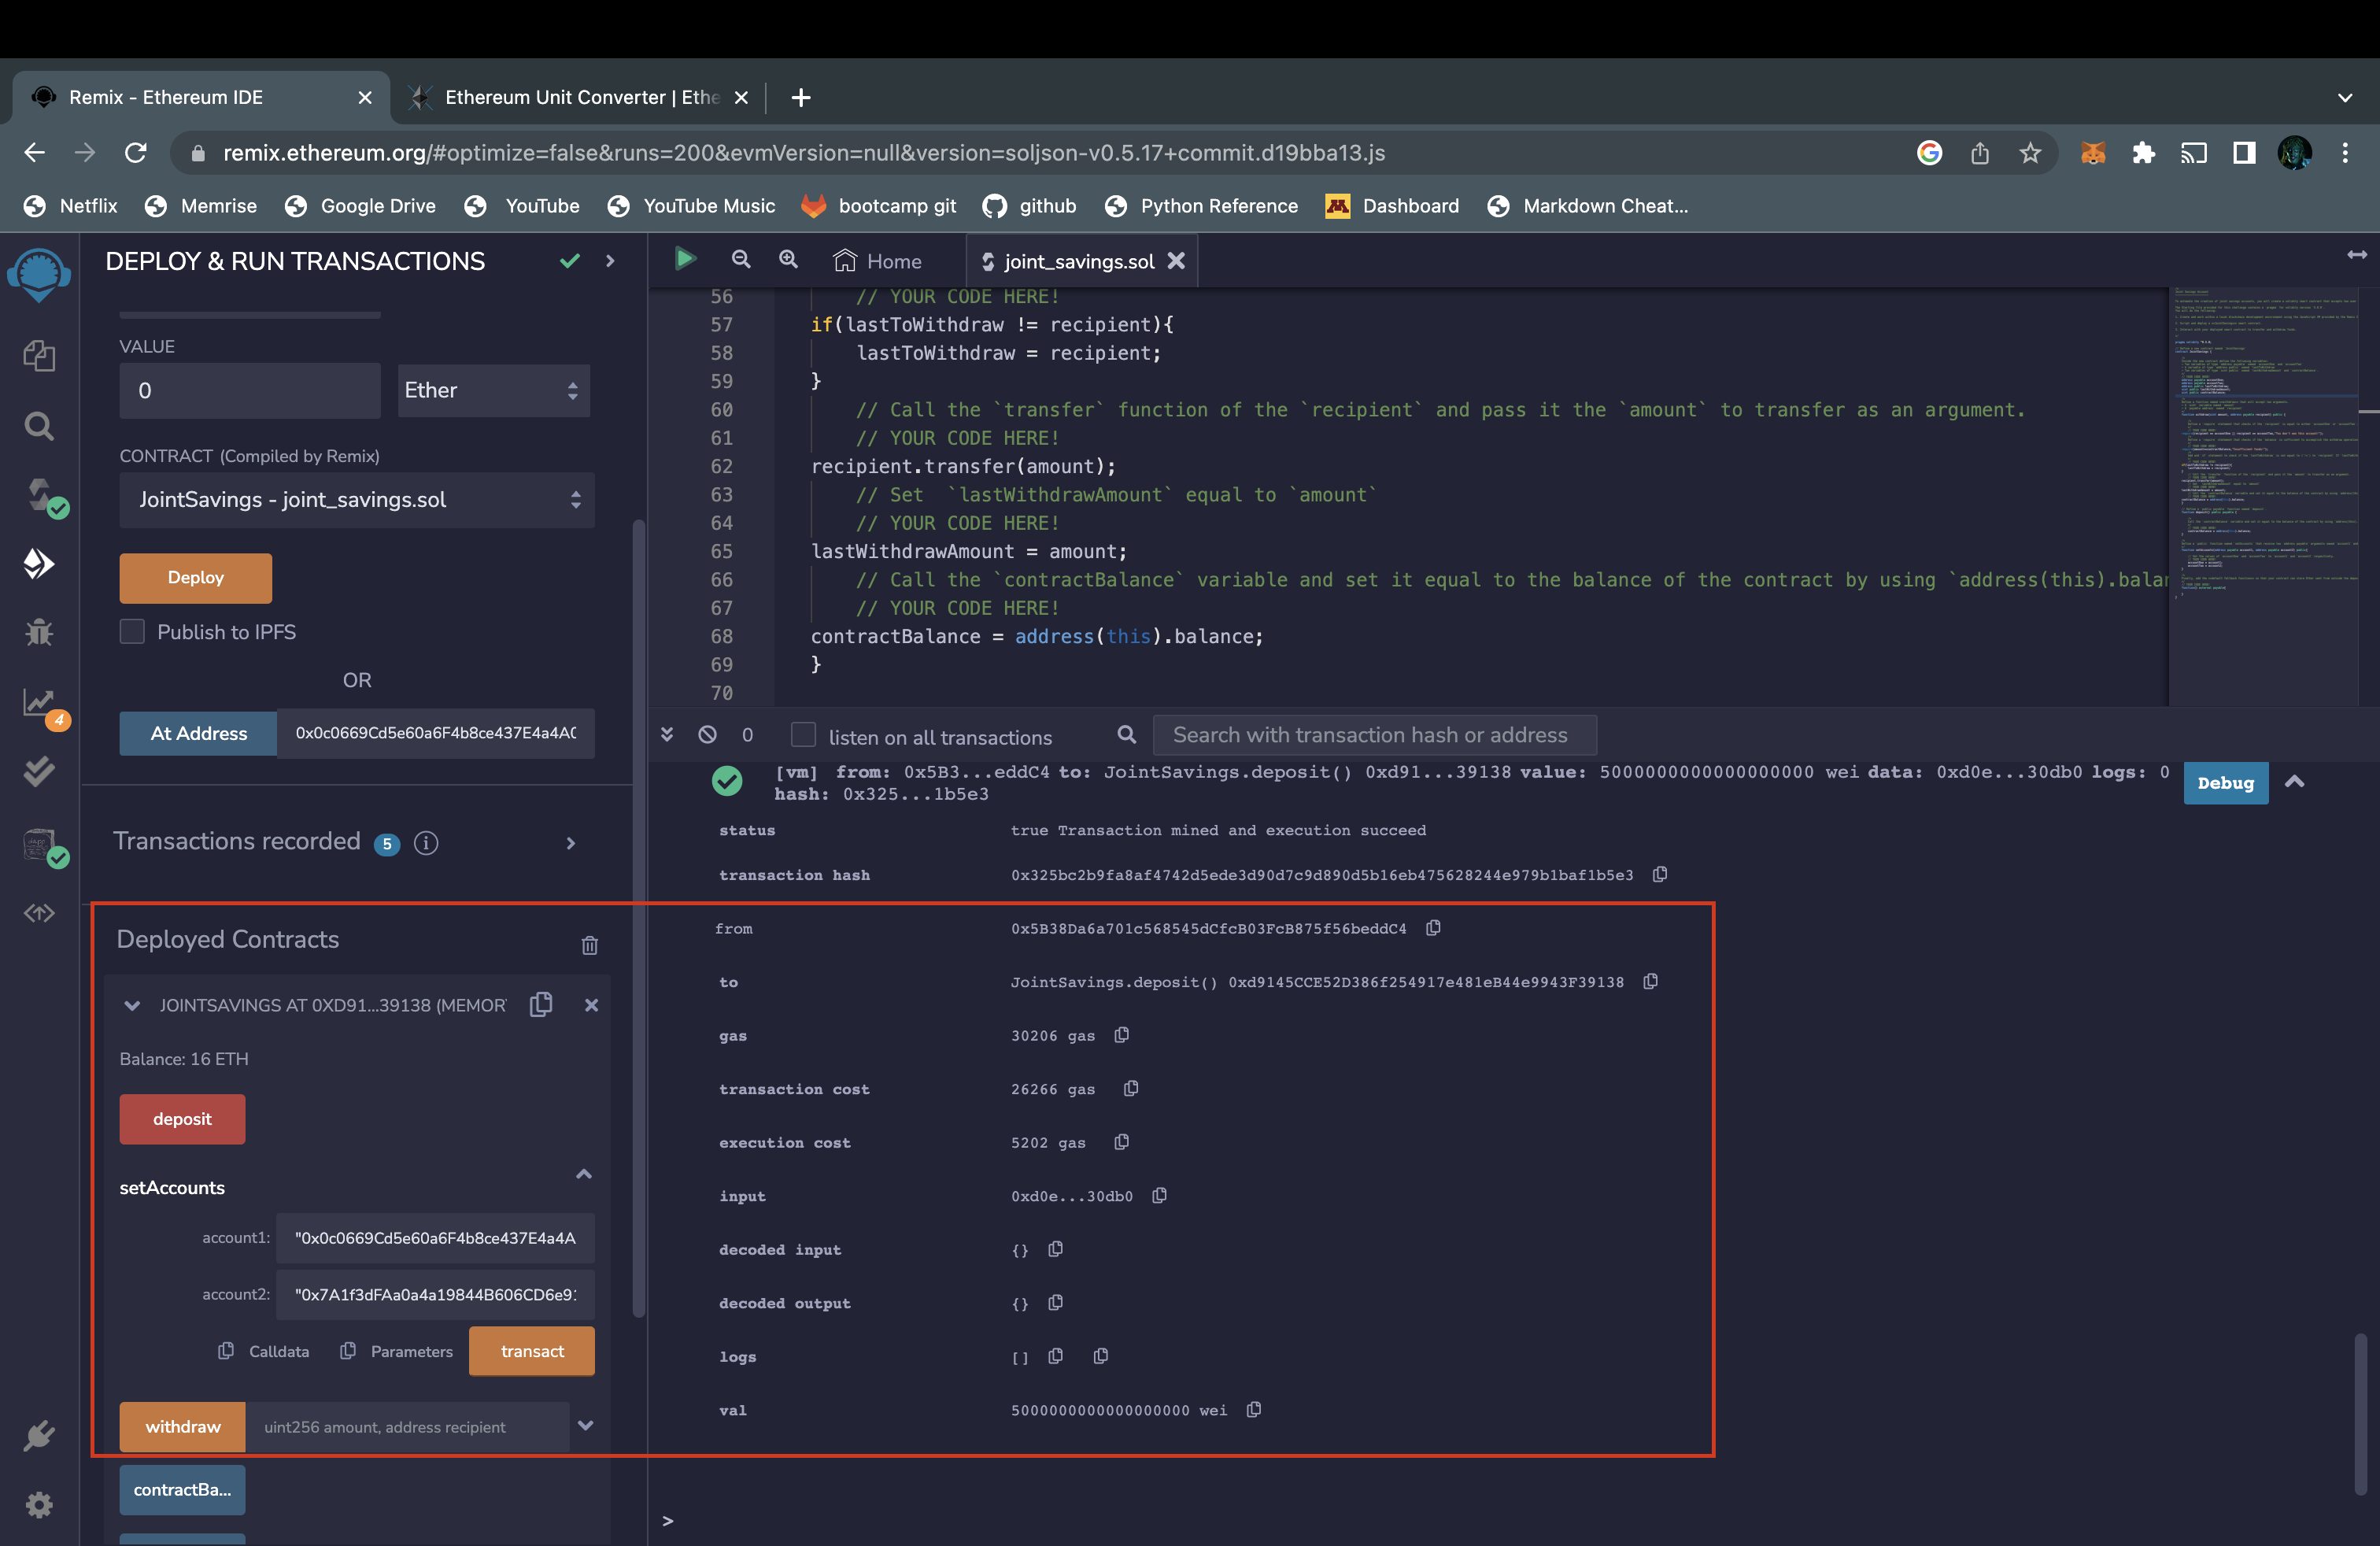 Remix - Ethereum IDE
Ethereum Unit Converter | Ethe
remix.ethereum.org/#optimize=false&runs=200&evmVersion=null&version=soljson-v0.5.17+commit.d19bba13.js
Netflix
Memrise
Google Drive
YouTube
YouTube Music
bootcamp git
github
Python Reference
Dashboard
Markdown Cheat...
DEPLOY & RUN TRANSACTIONS
VALUE
0
Ether
CONTRACT (Compiled by Remix)
JointSavings - joint_savings.sol
Deploy
Publish to IPFS
OR
At Address
0x0c0669Cd5e60a6F4b8ce437E4a4A0
4
Transactions recorded 5
Deployed Contracts
JOINTSAVINGS AT 0XD91...39138 (MEMOR
Balance: 16 ETH
deposit
setAccounts
account1: "0x0c0669Cd5e60a6F4b8ce437E4a4A
account2: "0x7A1f3dFAa0a4a19844B606CD6e91
Calldata
Parameters
transact
withdraw
uint256 amount, address recipient
contractBa...
Home
joint_savings.sol
56 // YOUR CODE HERE!
57 if(lastToWithdraw != recipient){
58 lastToWithdraw = recipient;
59 }
60 // Call the `transfer` function of the `recipient` and pass it the `amount` to transfer as an argument.
61 // YOUR CODE HERE!
62 recipient.transfer(amount);
63 // Set  `lastWithdrawAmount` equal to `amount`
64 // YOUR CODE HERE!
65 lastWithdrawAmount = amount;
66 // Call the `contractBalance` variable and set it equal to the balance of the contract by using `address(this).balan
67 // YOUR CODE HERE!
68 contractBalance = address(this).balance;
69 }
70
0
listen on all transactions
Search with transaction hash or address
[vm] from: 0x5B3...eddC4 to: JointSavings.deposit() 0xd91...39138 value: 5000000000000000000 wei data: 0xd0e...30db0 logs: 0
hash: 0x325...1b5e3
Debug
status true Transaction mined and execution succeed
transaction hash 0x325bc2b9fa8af4742d5ede3d90d7c9d890d5b16eb475628244e979b1baf1b5e3
from 0x5B38Da6a701c568545dCfcB03FcB875f56beddC4
to JointSavings.deposit() 0xd9145CCE52D386f254917e481eB44e9943F39138
gas 30206 gas
transaction cost 26266 gas
execution cost 5202 gas
input 0xd0e...30db0
decoded input {}
decoded output {}
logs []
val 5000000000000000000 wei
>